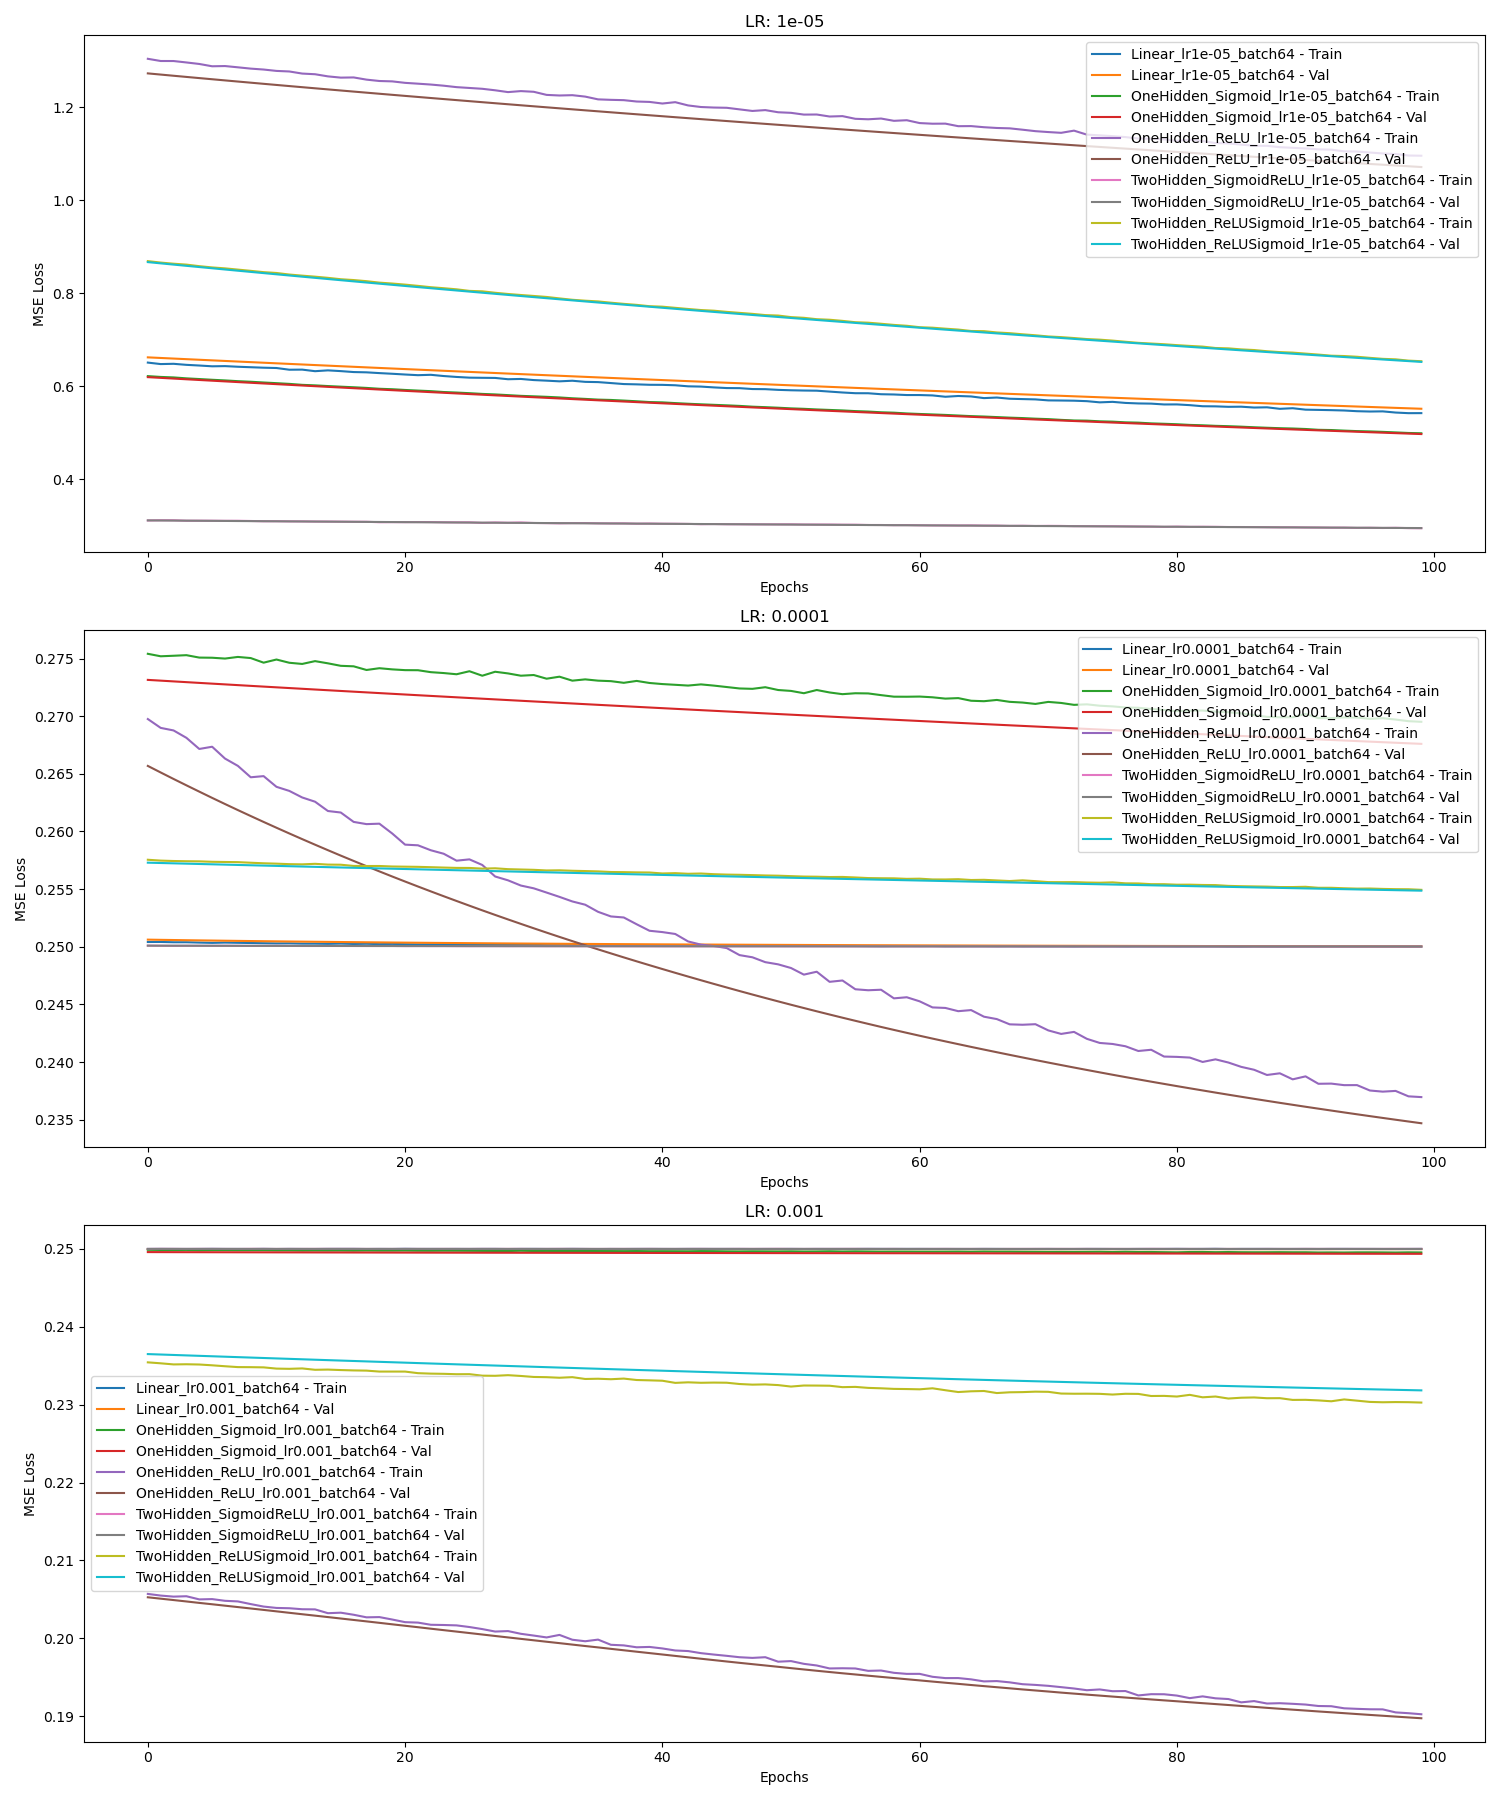 LR: 1e-05
MSE Loss
1.2
1.0
0.8
0.6
0.4
0
20
40
60
80
100
Epochs
Linear_lr1e-05_batch64 - Train
Linear_lr1e-05_batch64 - Val
OneHidden_Sigmoid_lr1e-05_batch64 - Train
OneHidden_Sigmoid_lr1e-05_batch64 - Val
OneHidden_ReLU_lr1e-05_batch64 - Train
OneHidden_ReLU_lr1e-05_batch64 - Val
TwoHidden_SigmoidReLU_lr1e-05_batch64 - Train
TwoHidden_SigmoidReLU_lr1e-05_batch64 - Val
TwoHidden_ReLUSigmoid_lr1e-05_batch64 - Train
TwoHidden_ReLUSigmoid_lr1e-05_batch64 - Val
LR: 0.0001
MSE Loss
0.275
0.270
0.265
0.260
0.255
0.250
0.245
0.240
0.235
0
20
40
60
80
100
Epochs
Linear_lr0.0001_batch64 - Train
Linear_lr0.0001_batch64 - Val
OneHidden_Sigmoid_lr0.0001_batch64 - Train
OneHidden_Sigmoid_lr0.0001_batch64 - Val
OneHidden_ReLU_lr0.0001_batch64 - Train
OneHidden_ReLU_lr0.0001_batch64 - Val
TwoHidden_SigmoidReLU_lr0.0001_batch64 - Train
TwoHidden_SigmoidReLU_lr0.0001_batch64 - Val
TwoHidden_ReLUSigmoid_lr0.0001_batch64 - Train
TwoHidden_ReLUSigmoid_lr0.0001_batch64 - Val
LR: 0.001
MSE Loss
0.25
0.24
0.23
0.22
0.21
0.20
0.19
0
20
40
60
80
100
Epochs
Linear_lr0.001_batch64 - Train
Linear_lr0.001_batch64 - Val
OneHidden_Sigmoid_lr0.001_batch64 - Train
OneHidden_Sigmoid_lr0.001_batch64 - Val
OneHidden_ReLU_lr0.001_batch64 - Train
OneHidden_ReLU_lr0.001_batch64 - Val
TwoHidden_SigmoidReLU_lr0.001_batch64 - Train
TwoHidden_SigmoidReLU_lr0.001_batch64 - Val
TwoHidden_ReLUSigmoid_lr0.001_batch64 - Train
TwoHidden_ReLUSigmoid_lr0.001_batch64 - Val